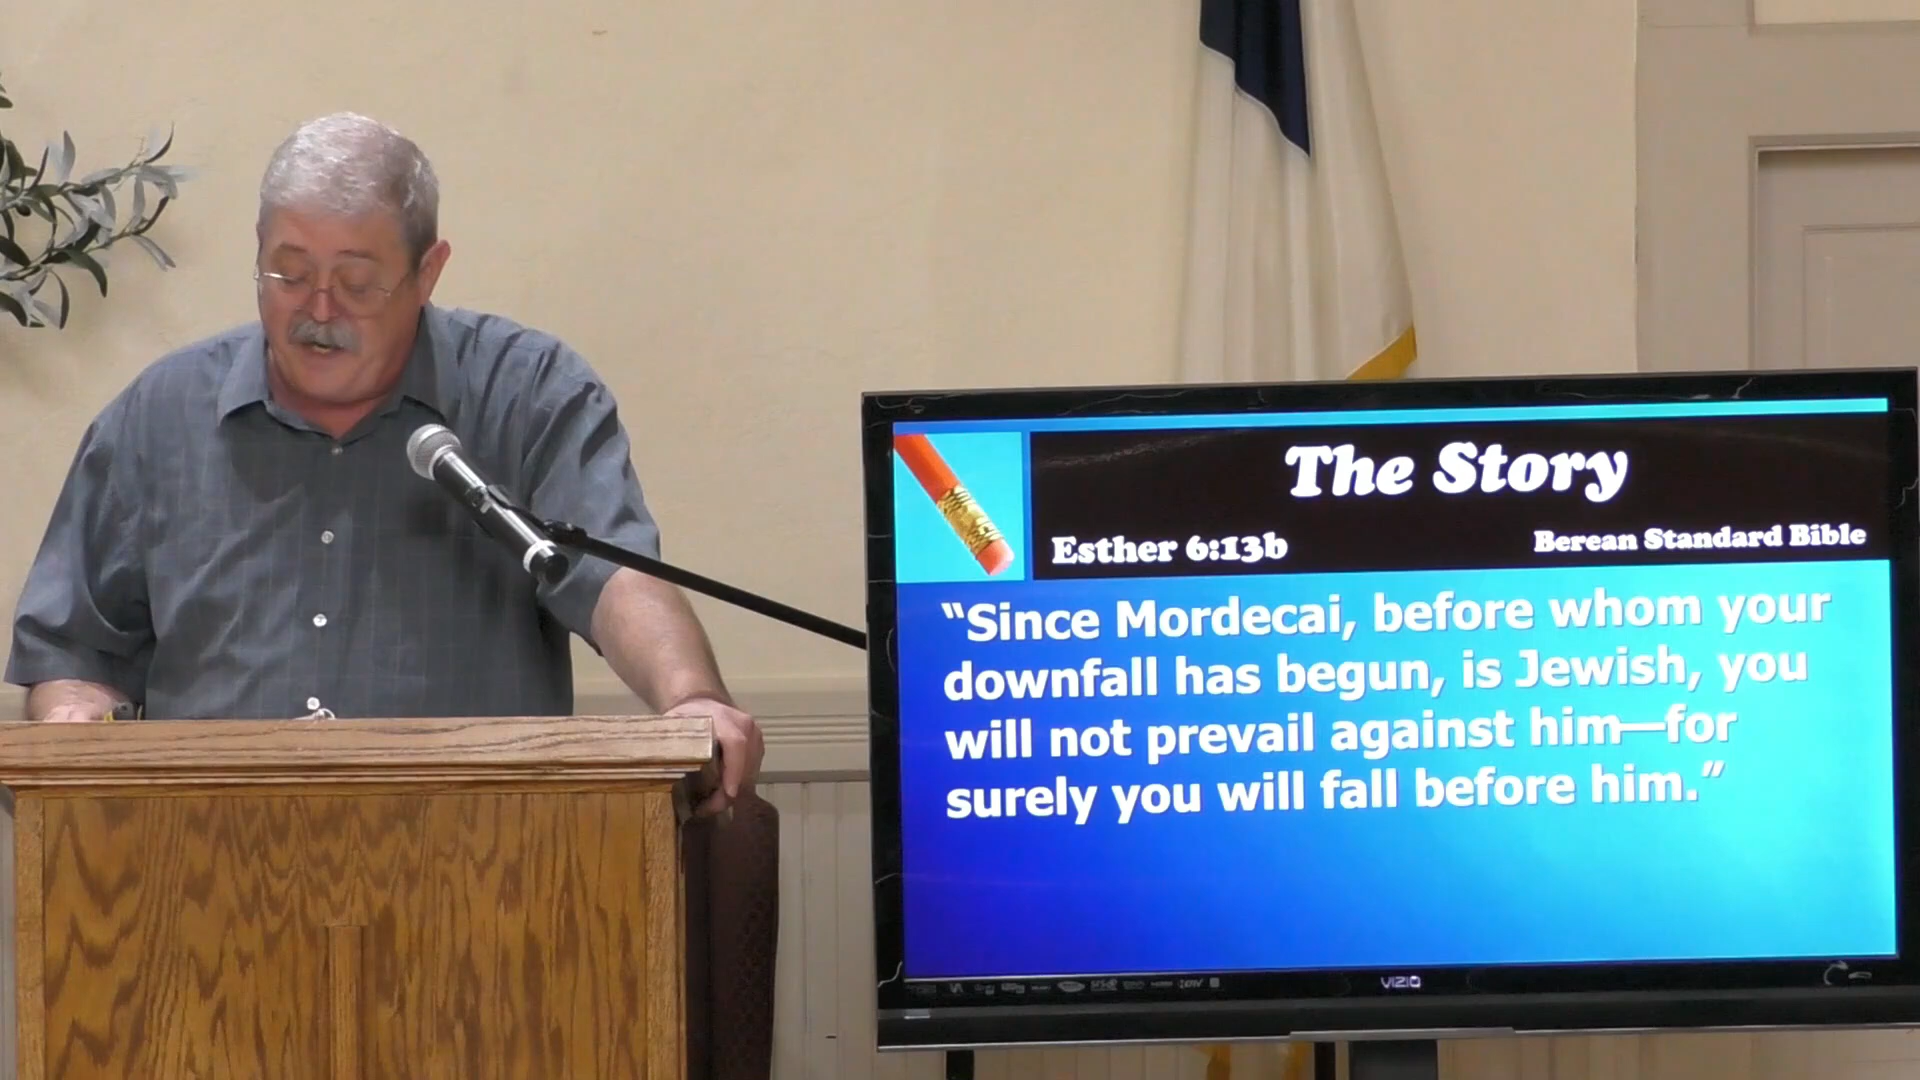 The Story
Esther 6:13b
Berean Standard Bible
“Since Mordecai, before whom your
downfall has begun, is Jewish, you
will not prevail against him—for
surely you will fall before him.”
VIZIO